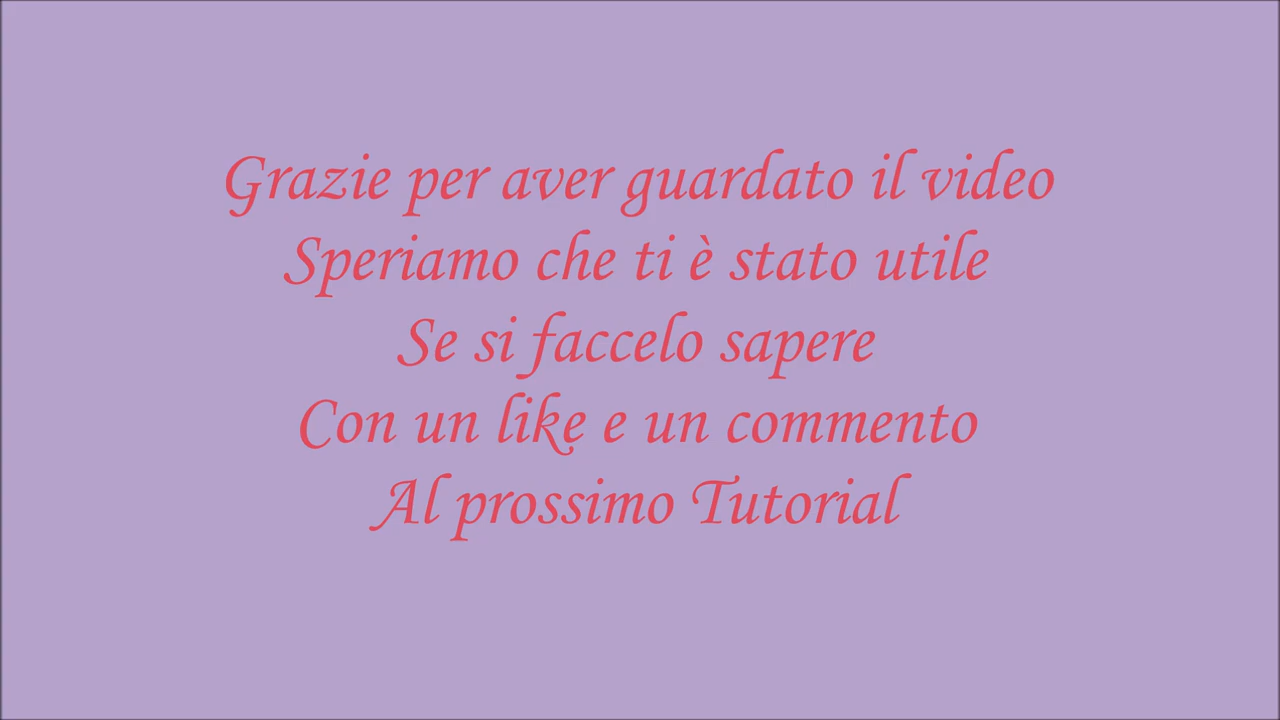 Grazie per aver guardato il video
Speriamo che ti è stato utile
Se si faccelo sapere
Con un like e un commento
Al prossimo Tutorial